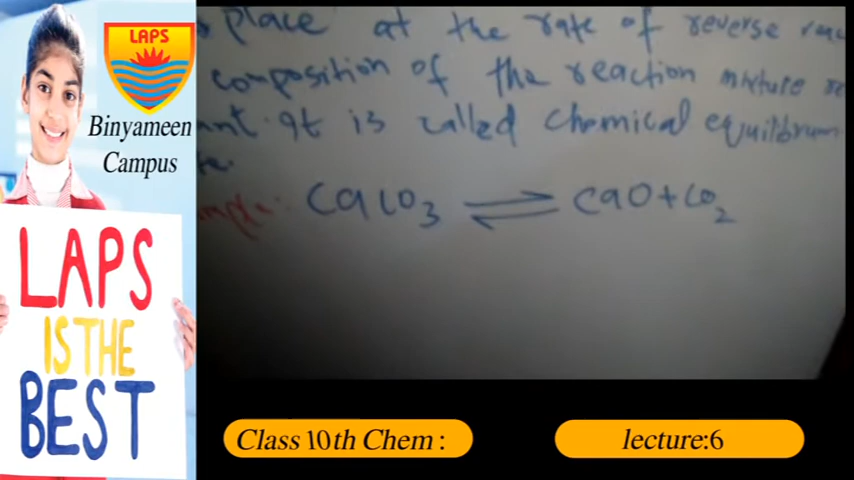 LAPS
Binyameen
Campus
LAPS
IS THE
BEST
place at the rate of reverse
composition of the reaction mixture
It is called chemical equilbrium
CaCO3 ⇌ CaO+CO2
Class 10th Chem :
lecture:6